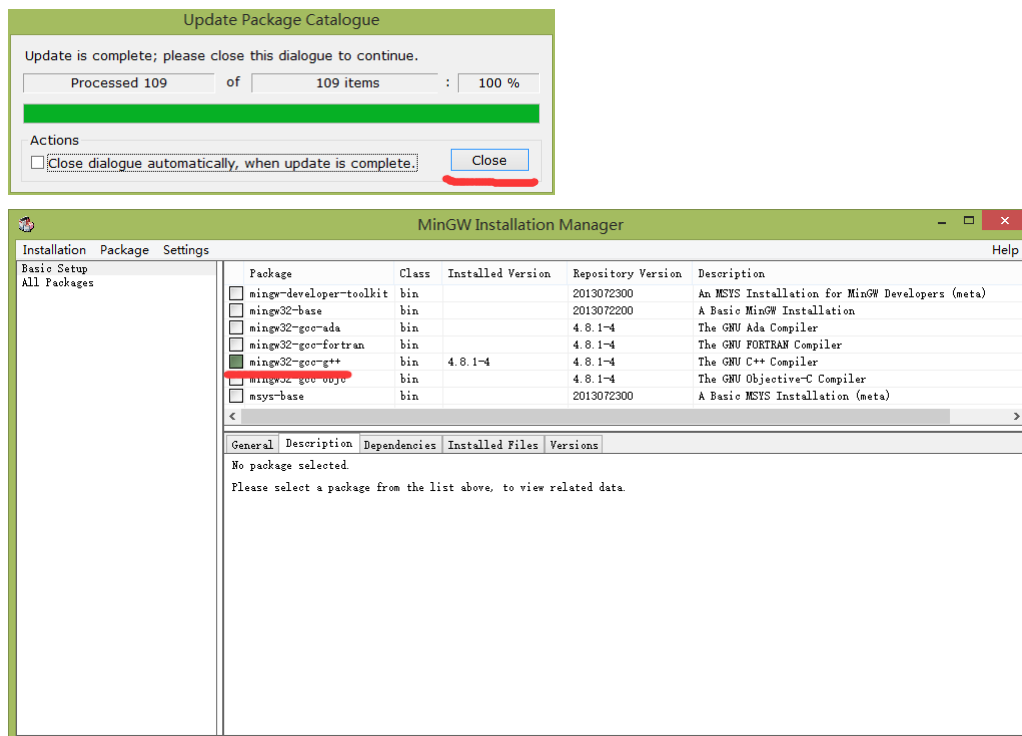 Update Package Catalogue
Update is complete; please close this dialogue to continue.
Processed 109 of 109 items : 100 %
Actions
Close dialogue automatically, when update is complete. Close
MinGW Installation Manager
Installation Package Settings Help
Basic Setup
All Packages
Package Class Installed Version Repository Version Description
mingw-developer-toolkit bin 2013072300 An MSYS Installation for MinGW Developers (meta)
mingw32-base bin 2013072200 A Basic MinGW Installation
mingw32-gcc-ada bin 4.8.1-4 The GNU Ada Compiler
mingw32-gcc-fortran bin 4.8.1-4 The GNU FORTRAN Compiler
mingw32-gcc-g++ bin 4.8.1-4 4.8.1-4 The GNU C++ Compiler
mingw32-gcc-objc bin 4.8.1-4 The GNU Objective-C Compiler
msys-base bin 2013072300 A Basic MSYS Installation (meta)
General Description Dependencies Installed Files Versions
No package selected.
Please select a package from the list above, to view related data.